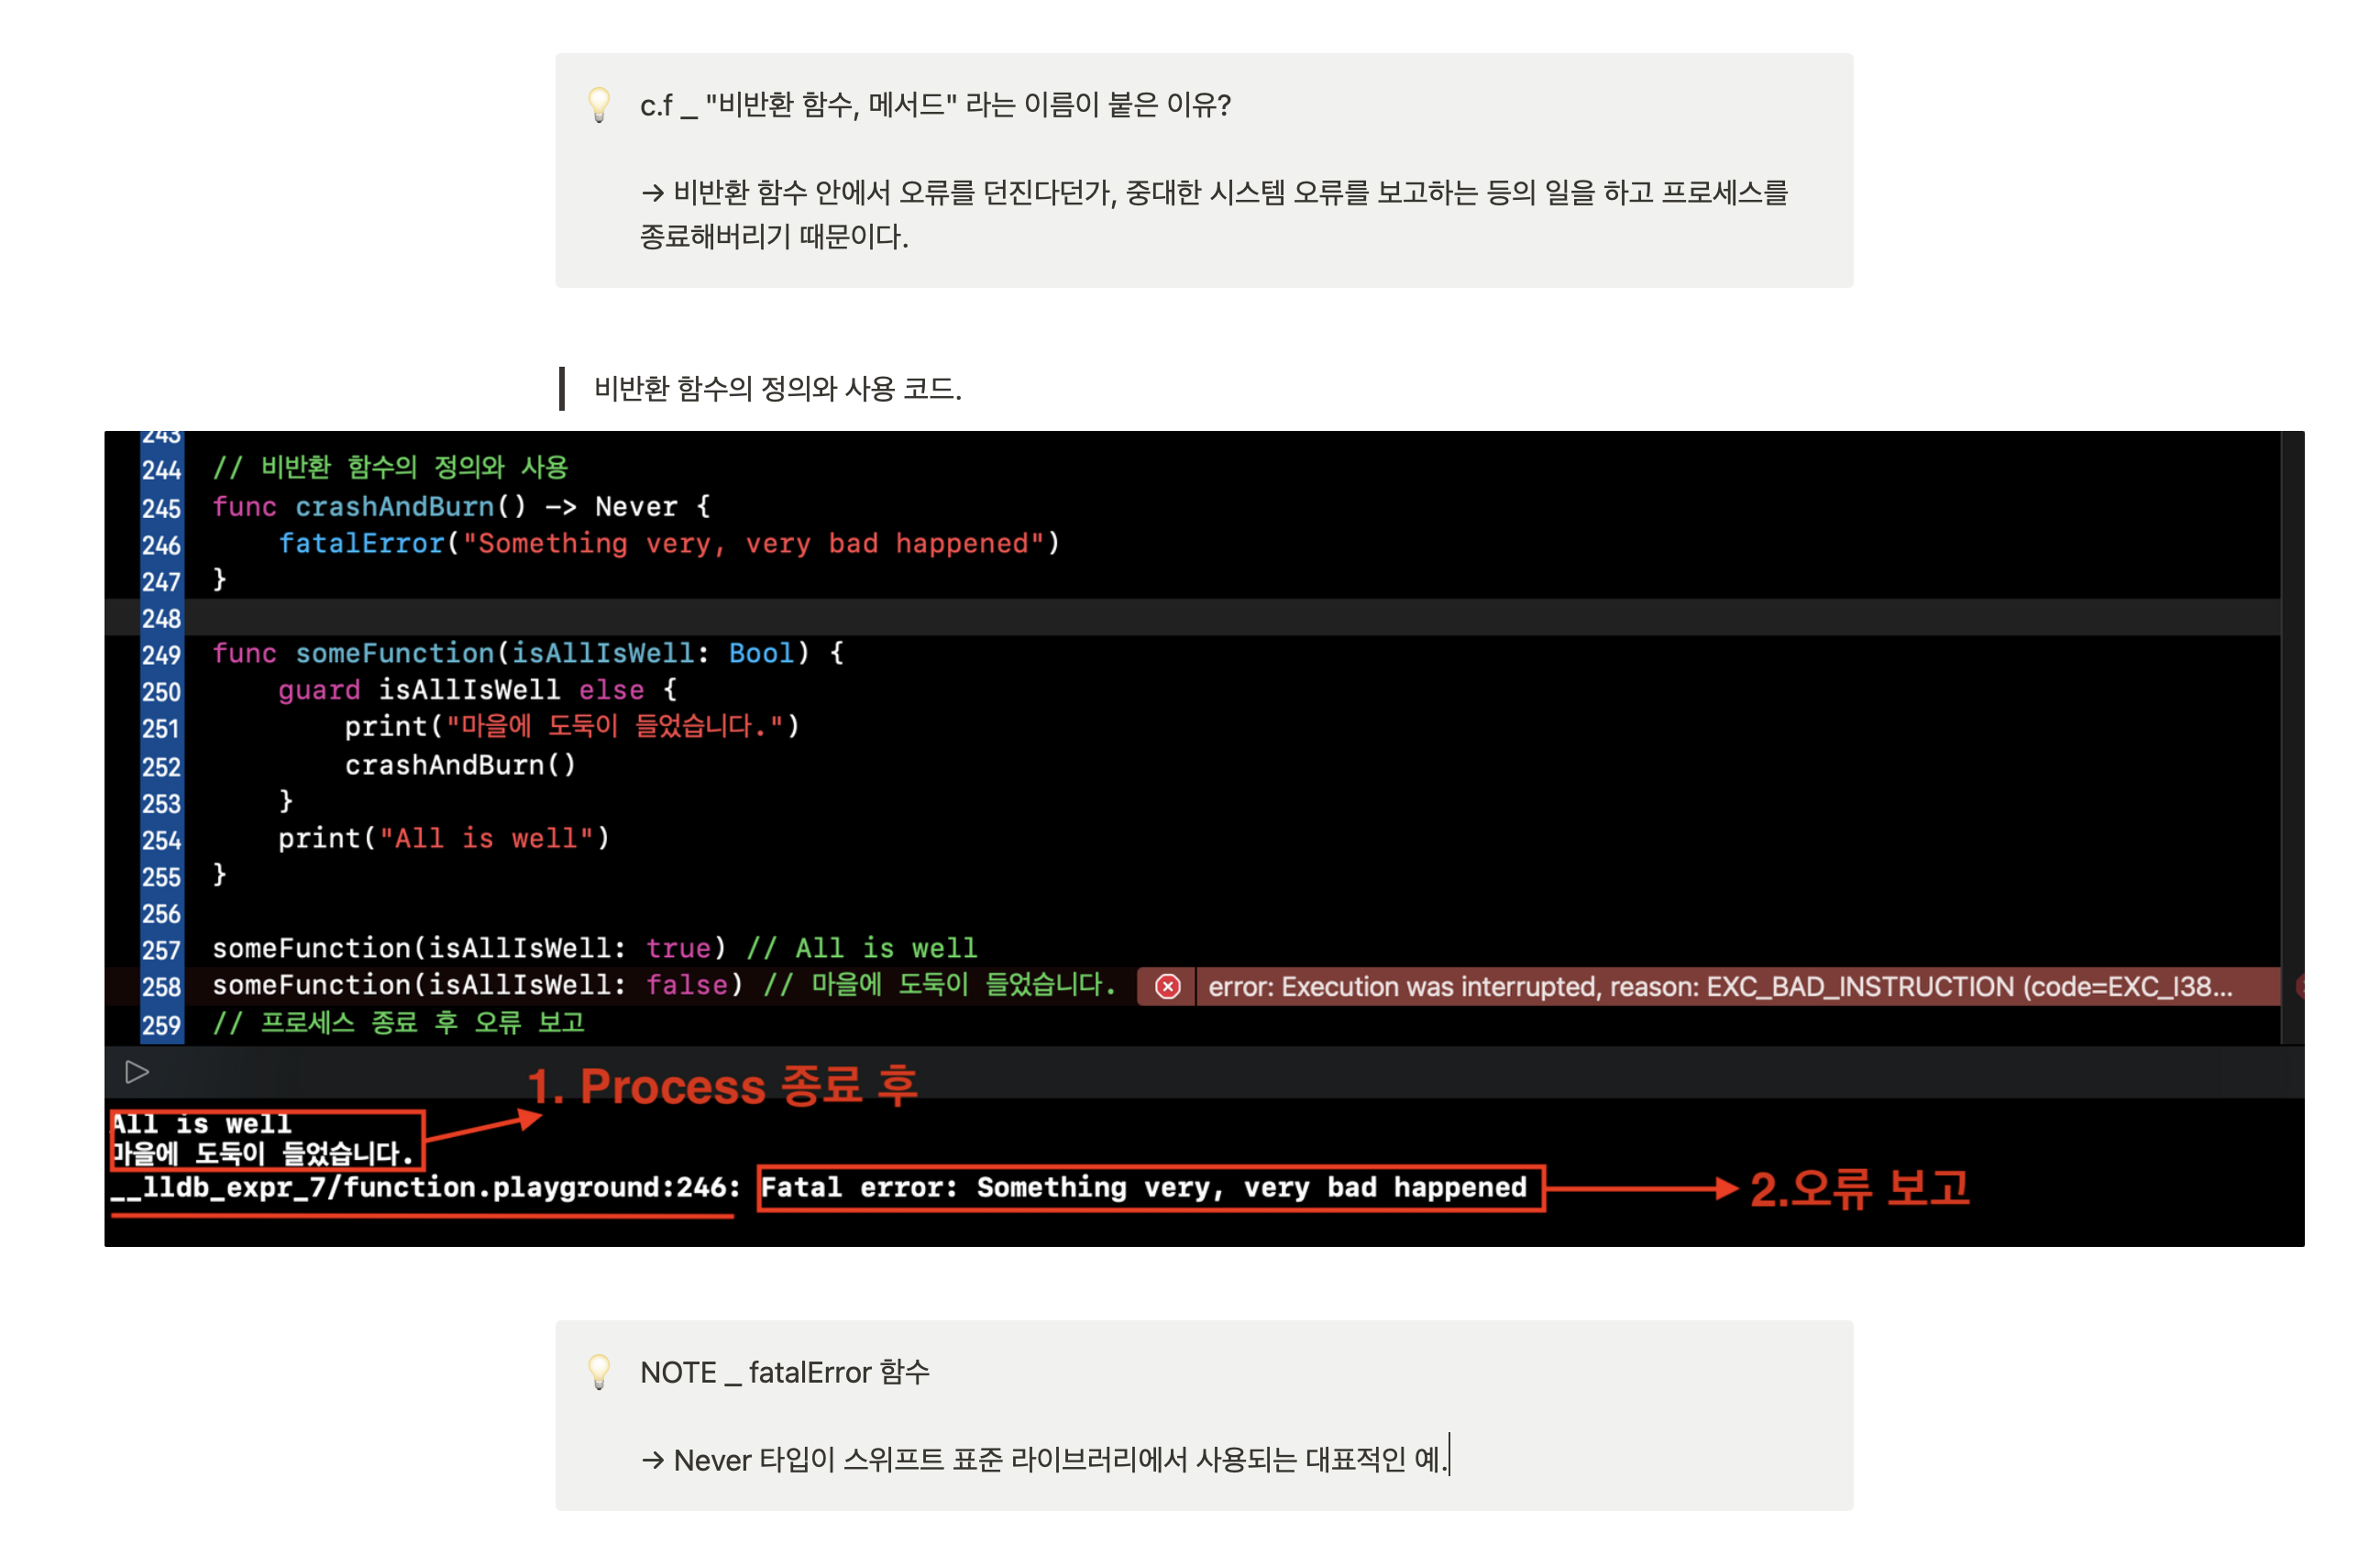 c.f _ "비반환 함수, 메서드" 라는 이름이 붙은 이유?
→ 비반환 함수 안에서 오류를 던진다던가, 중대한 시스템 오류를 보고하는 등의 일을 하고 프로세스를
종료해버리기 때문이다.
비반환 함수의 정의와 사용 코드.
243
244 // 비반환 함수의 정의와 사용
245 func crashAndBurn() -> Never {
246 fatalError("Something very, very bad happened")
247 }
248
249 func someFunction(isAllIsWell: Bool) {
250 guard isAllIsWell else {
251 print("마을에 도둑이 들었습니다.")
252 crashAndBurn()
253 }
254 print("All is well")
255 }
256
257 someFunction(isAllIsWell: true) // All is well
258 someFunction(isAllIsWell: false) // 마을에 도둑이 들었습니다. error: Execution was interrupted, reason: EXC_BAD_INSTRUCTION (code=EXC_I38...
259 // 프로세스 종료 후 오류 보고
1. Process 종료 후
All is well
마을에 도둑이 들었습니다.
__lldb_expr_7/function.playground:246: Fatal error: Something very, very bad happened
2.오류 보고
NOTE _ fatalError 함수
→ Never 타입이 스위프트 표준 라이브러리에서 사용되는 대표적인 예.